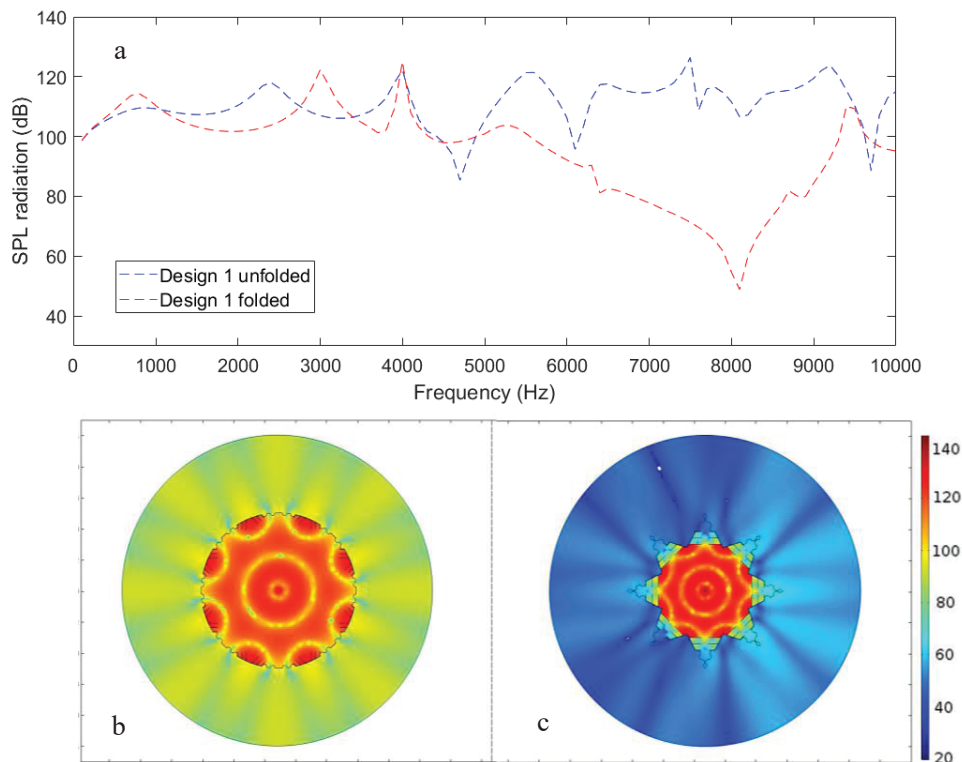 a
140
120
100
80
60
40
SPL radiation (dB)
Design 1 unfolded
Design 1 folded
0 1000 2000 3000 4000 5000 6000 7000 8000 9000 10000
Frequency (Hz)
b
c
140
120
100
80
60
40
20